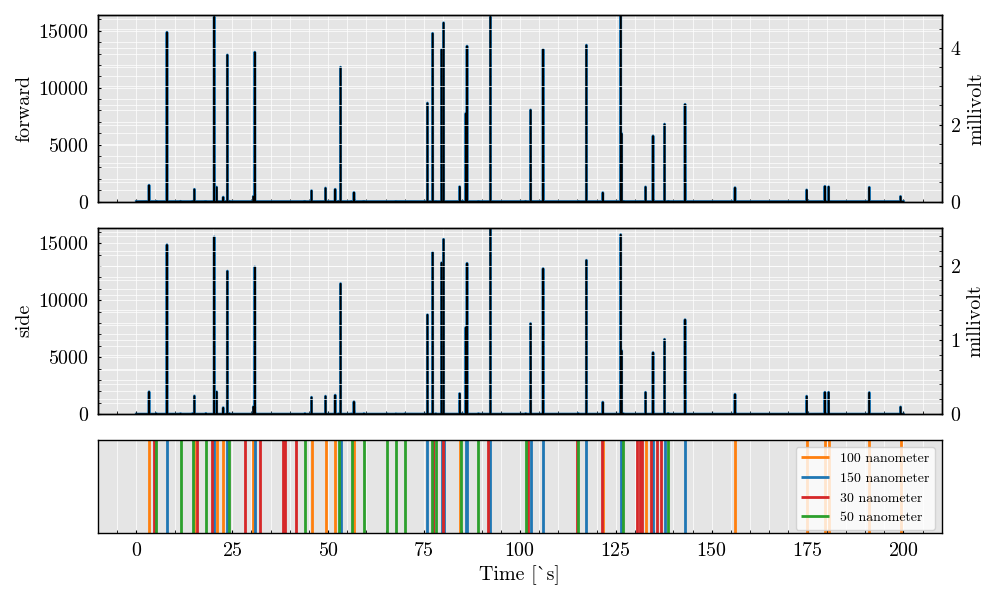 15000
10000
5000
0
forward
4
2
0
millivolt
15000
10000
5000
0
side
2
1
0
millivolt
100 nanometer
150 nanometer
30 nanometer
50 nanometer
0 25 50 75 100 125 150 175 200
Time [`s]